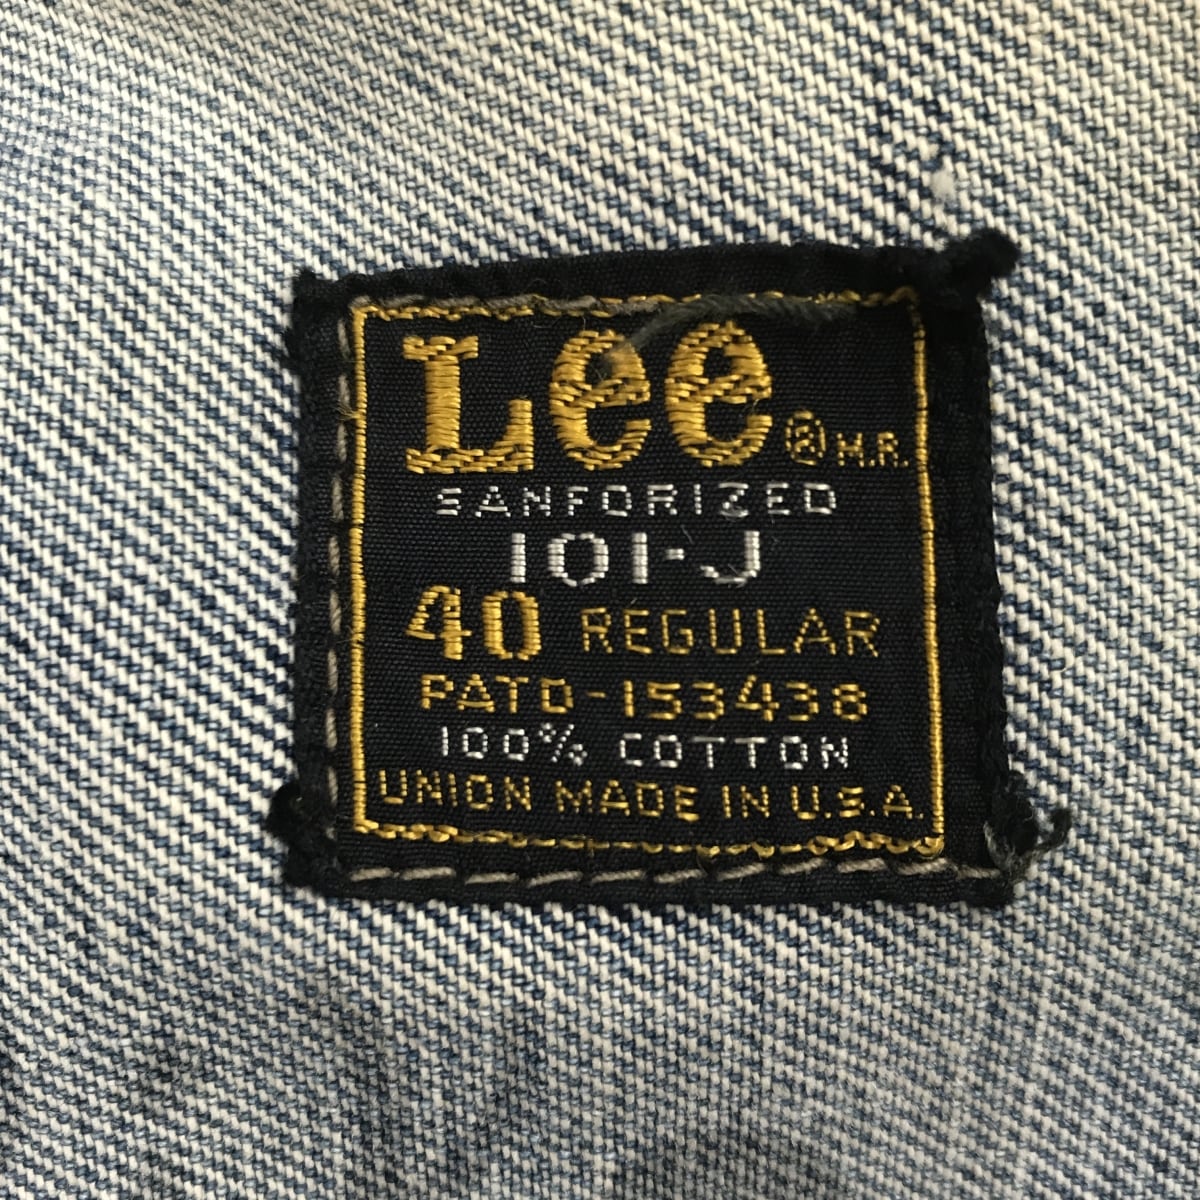 Lee ® M.R.
SANFORIZED
101-J
40 REGULAR
PATD-153438
100% COTTON
UNION MADE IN U.S.A.